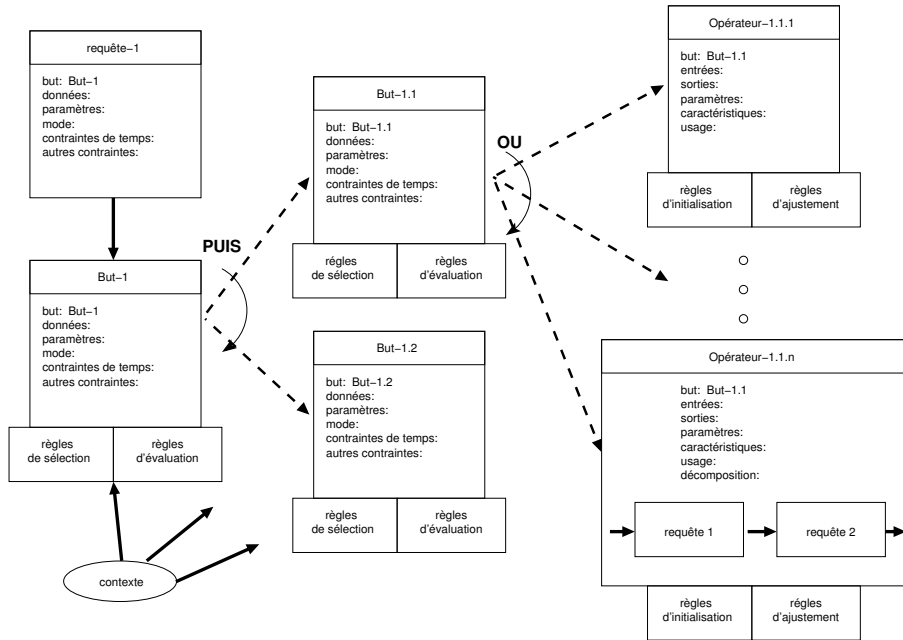 requête–1
but: But–1
données:
paramètres:
mode:
contraintes de temps:
autres contraintes:
PUIS
But–1
but: But–1
données:
paramètres:
mode:
contraintes de temps:
autres contraintes:
règles
de sélection
règles
d'évaluation
contexte
But–1.1
but: But–1.1
données:
paramètres:
mode:
contraintes de temps:
autres contraintes:
régles
de sélection
règles
d'évaluation
OU
But–1.2
but: But–1.2
données:
paramètres:
mode:
contraintes de temps:
autres contraintes:
règles
de sélection
règles
d'évaluation
Opérateur–1.1.1
but: But–1.1
entrées:
sorties:
paramètres:
caractéristiques:
usage:
règles
d'initialisation
règles
d'ajustement
Opérateur–1.1.n
but: But–1.1
entrées:
sorties:
paramètres:
caractéristiques:
usage:
décomposition:
requête 1
requête 2
règles
d'initialisation
régles
d'ajustement